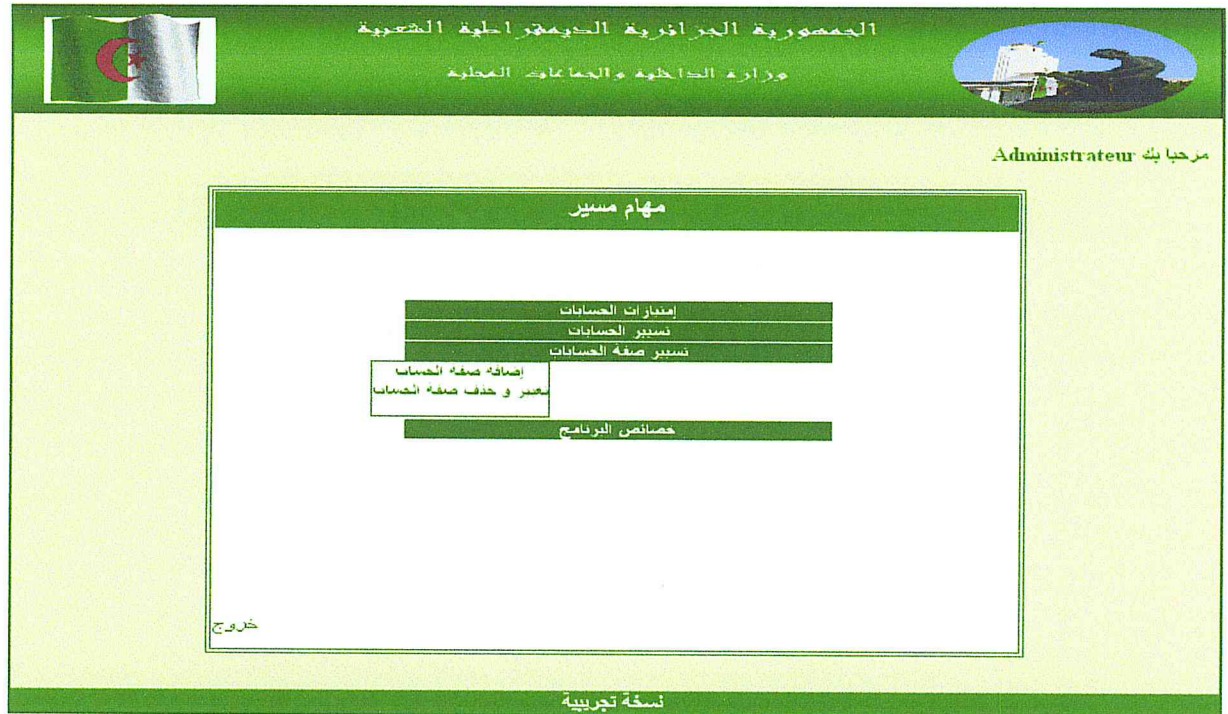 الجمهورية الجزائرية الديمقراطية الشعبية
وزارة الداخلية والجماعات المحلية
مرحبا بك Administrateur
مهام مسير
إمتيازات الحسابات
تسيير الحسابات
تسيير صفة الحسابات
إضافة صفة الحساب
تغيير و حذف صفة الحساب
خصائص البرنامج
خروج
نسخة تجريبية